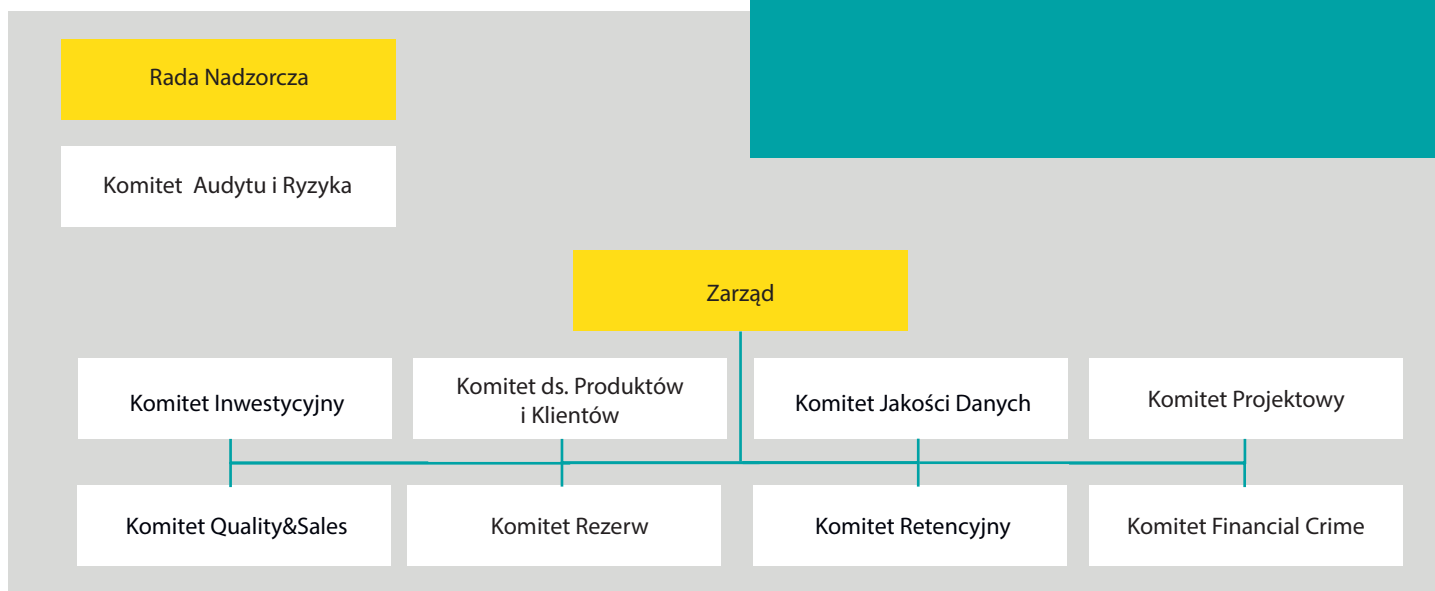 Rada Nadzorcza
Komitet Audytu i Ryzyka
Zarząd
Komitet Inwestycyjny
Komitet ds. Produktów
i Klientów
Komitet Jakości Danych
Komitet Projektowy
Komitet Quality&Sales
Komitet Rezerw
Komitet Retencyjny
Komitet Financial Crime